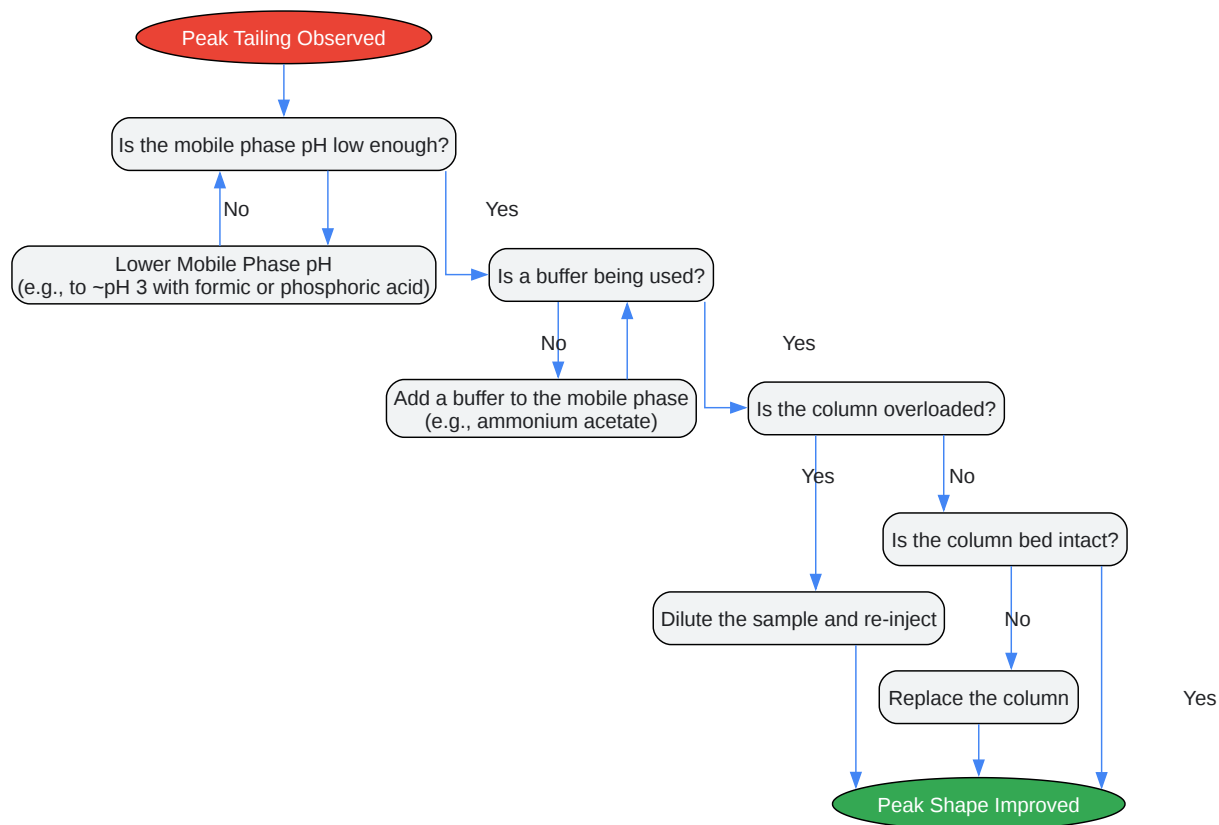 Peak Tailing Observed
Is the mobile phase pH low enough?
No
Yes
Lower Mobile Phase pH
(e.g., to ~pH 3 with formic or phosphoric acid)
Is a buffer being used?
No
Yes
Add a buffer to the mobile phase
(e.g., ammonium acetate)
Is the column overloaded?
Yes
No
Is the column bed intact?
Dilute the sample and re-inject
No
Replace the column
Yes
Peak Shape Improved